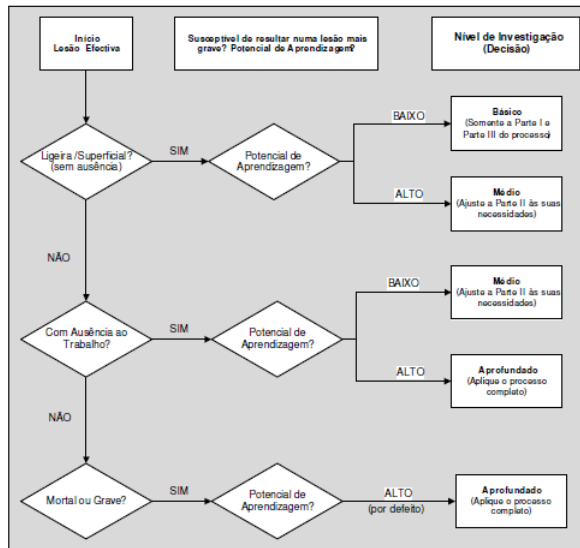 Início
Lesão Efectiva
Susceptível de resultar numa lesão mais
grave? Potencial de Aprendizagem?
Nível de Investigação
(Decisão)
Ligeira /Superficial?
(sem ausência)
SIM
Potencial de
Aprendizagem?
BAIXO
Básico
(Somente a Parte I e
Parte III do processo)
ALTO
Médio
(Ajuste a Parte II às suas
necessidades)
NÃO
Com Ausência ao
Trabalho?
SIM
Potencial de
Aprendizagem?
BAIXO
Médio
(Ajuste a Parte II às suas
necessidades)
ALTO
Aprofundado
(Aplique o processo
completo)
NÃO
Mortal ou Grave?
SIM
Potencial de
Aprendizagem?
ALTO
(por defeito)
Aprofundado
(Aplique o processo
completo)